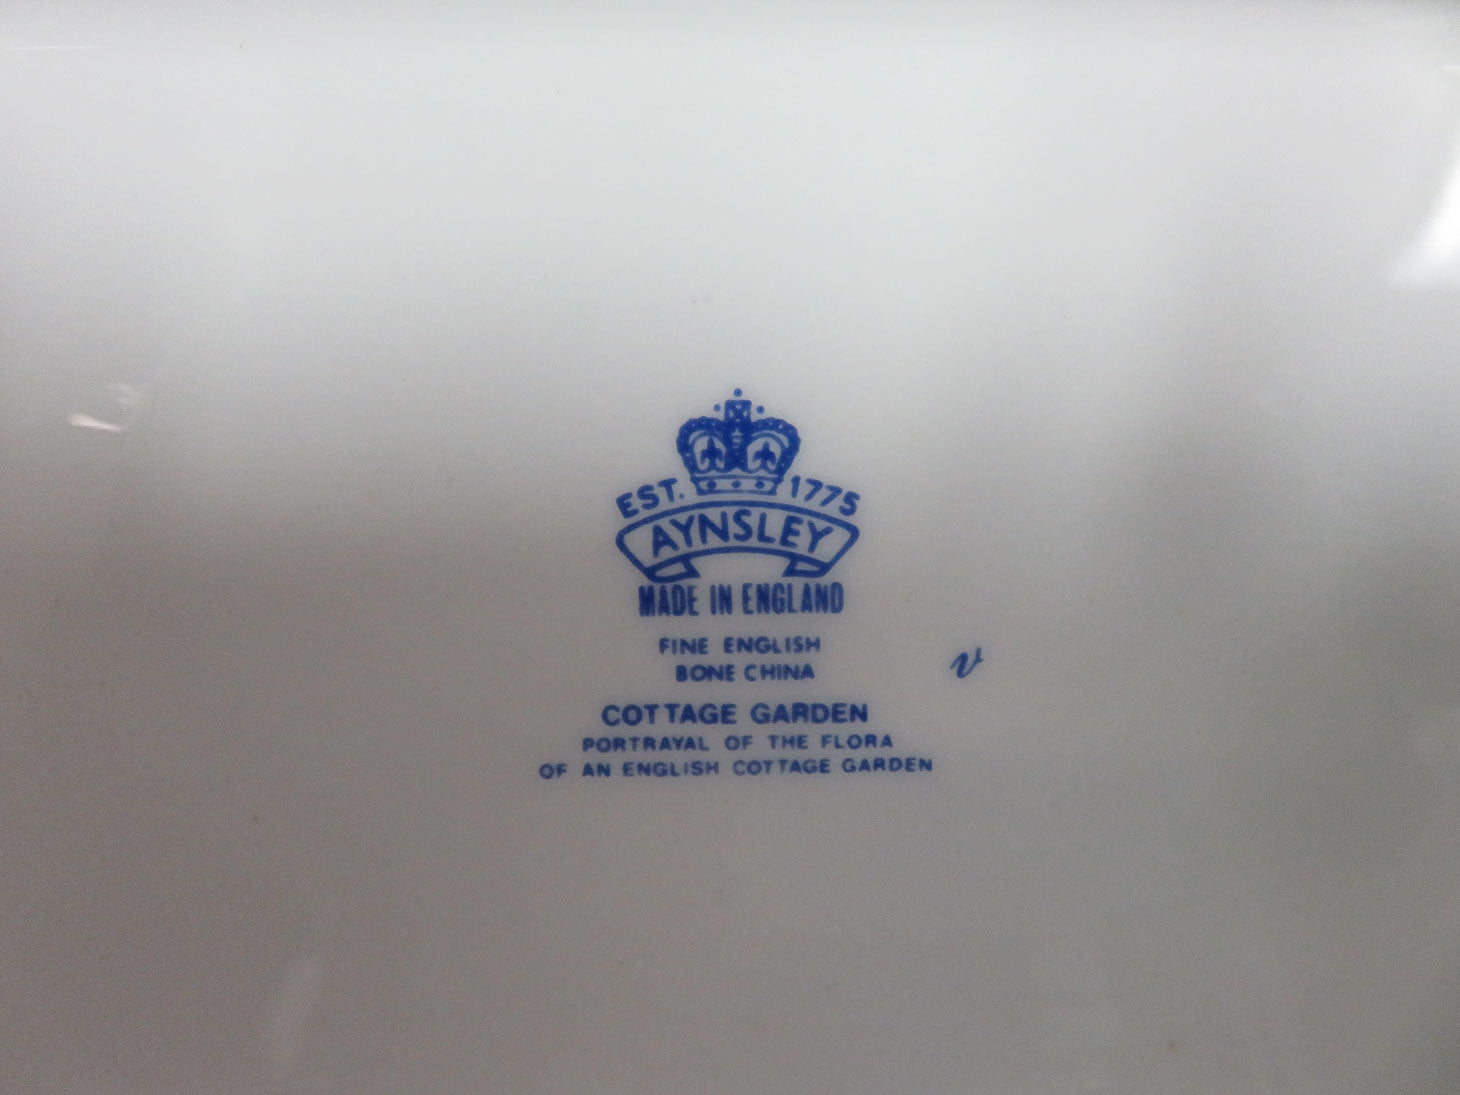 EST. 1775
AYNSLEY
MADE IN ENGLAND
FINE ENGLISH
BONE CHINA
v
COTTAGE GARDEN
PORTRAYAL OF THE FLORA
OF AN ENGLISH COTTAGE GARDEN